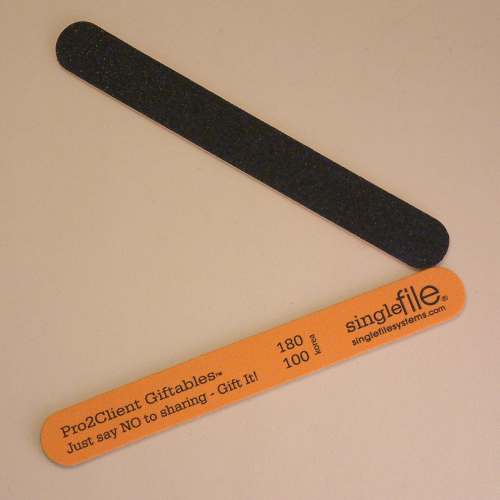 Pro2Client Giftables™
Just say NO to sharing - Gift It!
180
100
korea
singlefile®
singlefilesystems.com